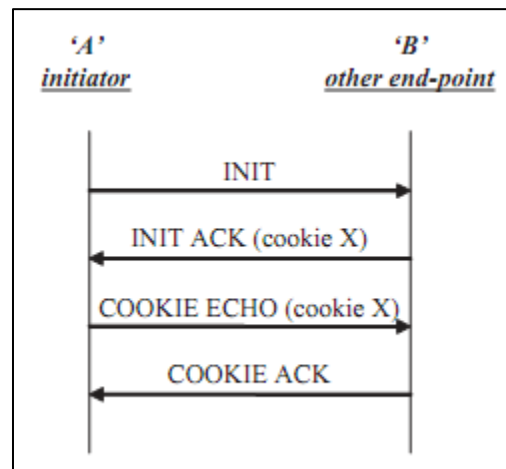 ‘A’
initiator
‘B’
other end-point
INIT
INIT ACK (cookie X)
COOKIE ECHO (cookie X)
COOKIE ACK